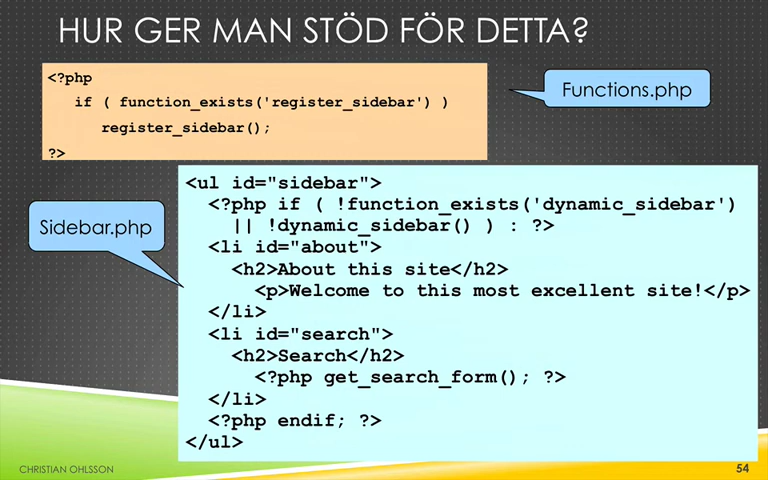 HUR GER MAN STÖD FÖR DETTA?
<?php
if ( function_exists('register_sidebar') )
register_sidebar();
?>
Functions.php
Sidebar.php
<ul id="sidebar">
<?php if ( !function_exists('dynamic_sidebar')
|| !dynamic_sidebar() ) : ?>
<li id="about">
<h2>About this site</h2>
<p>Welcome to this most excellent site!</p>
</li>
<li id="search">
<h2>Search</h2>
<?php get_search_form(); ?>
</li>
<?php endif; ?>
</ul>
CHRISTIAN OHLSSON
54